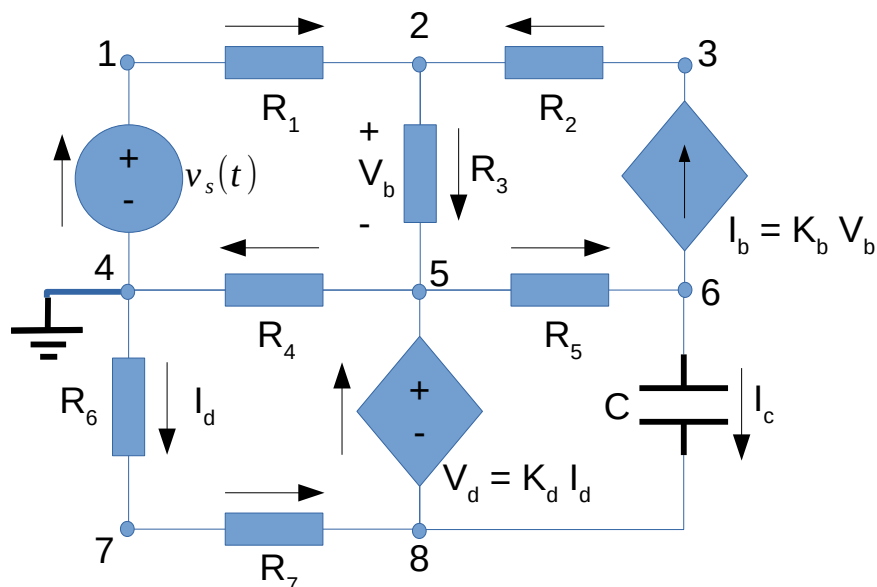 1
2
3
R1
R2
+
-
vs(t)
+
Vb
-
R3
Ib = Kb Vb
4
5
6
R4
R5
R6
Id
+
-
C
Ic
Vd = Kd Id
7
8
R7